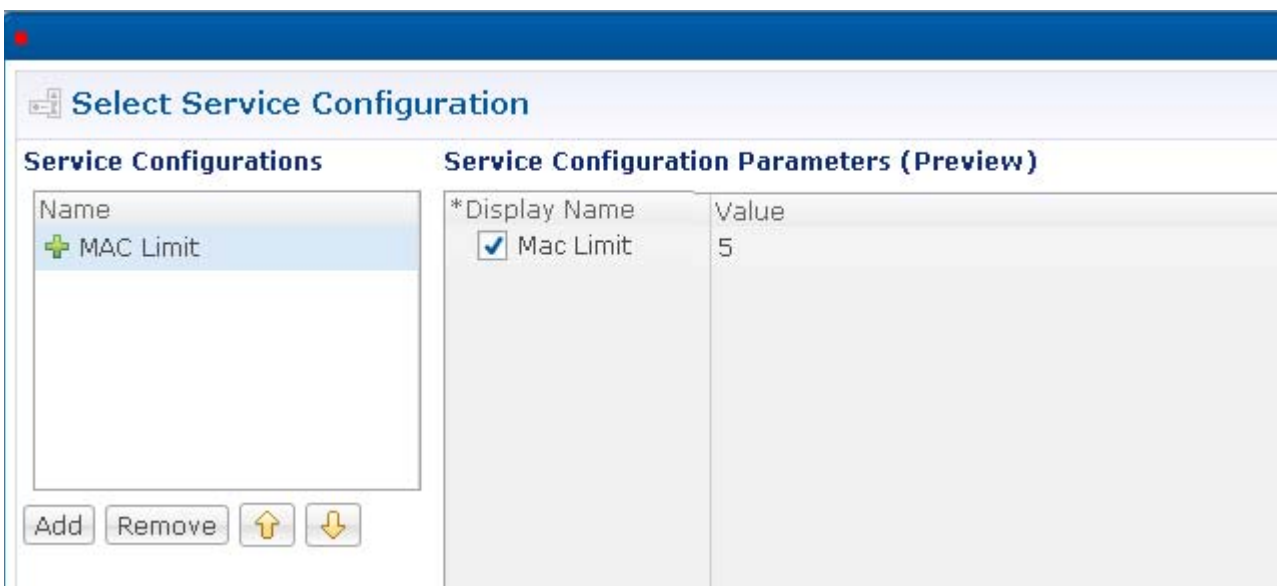 Select Service Configuration
Service Configurations
Service Configuration Parameters (Preview)
Name
*Display Name
Value
MAC Limit
Mac Limit
5
Add
Remove